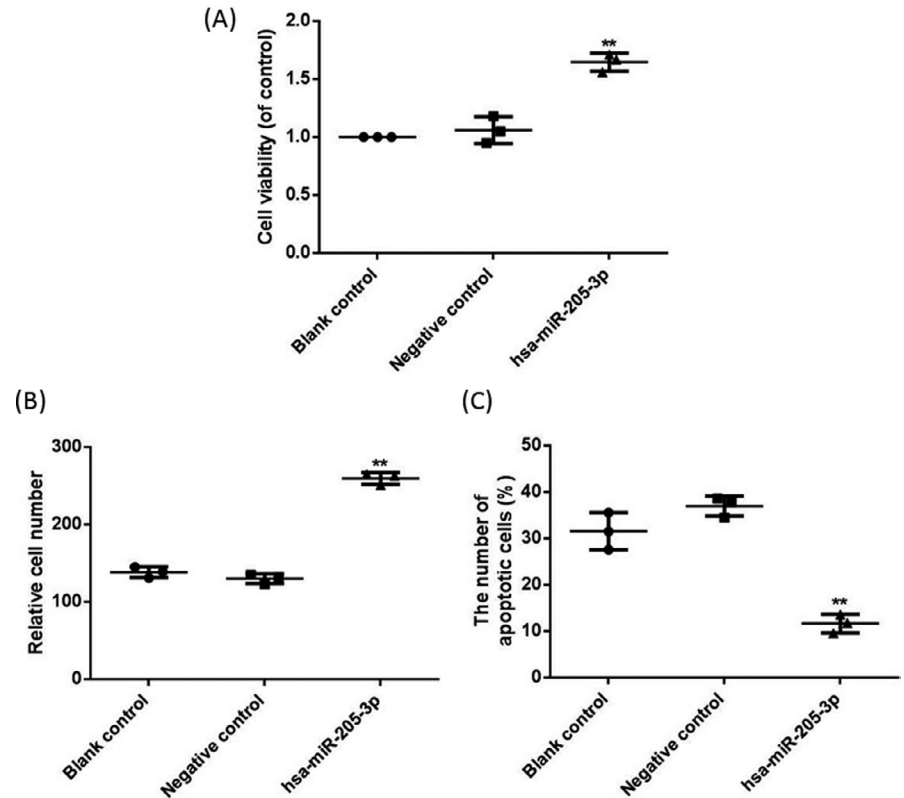 (A)
Cell viability (of control)
2.0
1.5
1.0
0.5
0.0
**
Blank control
Negative control
hsa-miR-205-3p
(B)
Relative cell number
300
200
100
0
**
Blank control
Negative control
hsa-miR-205-3p
(C)
The number of
apoptotic cells (%)
50
40
30
20
10
0
**
Blank control
Negative control
hsa-miR-205-3p